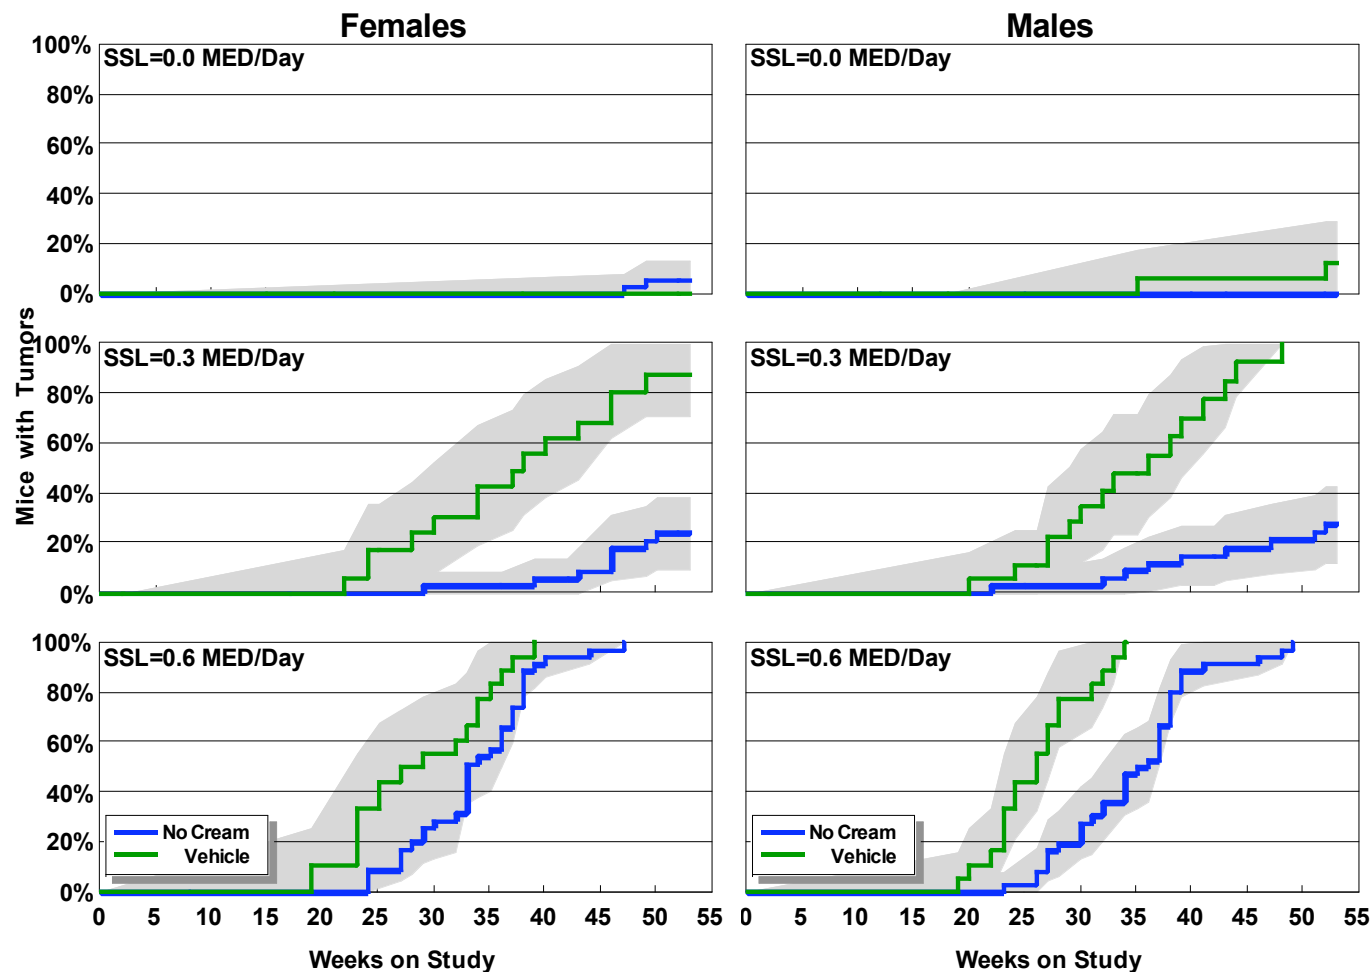 Females
Males
100%
80%
60%
40%
20%
0%
SSL=0.0 MED/Day
SSL=0.0 MED/Day
Mice with Tumors
100%
80%
60%
40%
20%
0%
SSL=0.3 MED/Day
SSL=0.3 MED/Day
100%
80%
60%
40%
20%
0%
SSL=0.6 MED/Day
No Cream
Vehicle
SSL=0.6 MED/Day
No Cream
Vehicle
0 5 10 15 20 25 30 35 40 45 50 55
0 5 10 15 20 25 30 35 40 45 50 55
Weeks on Study
Weeks on Study